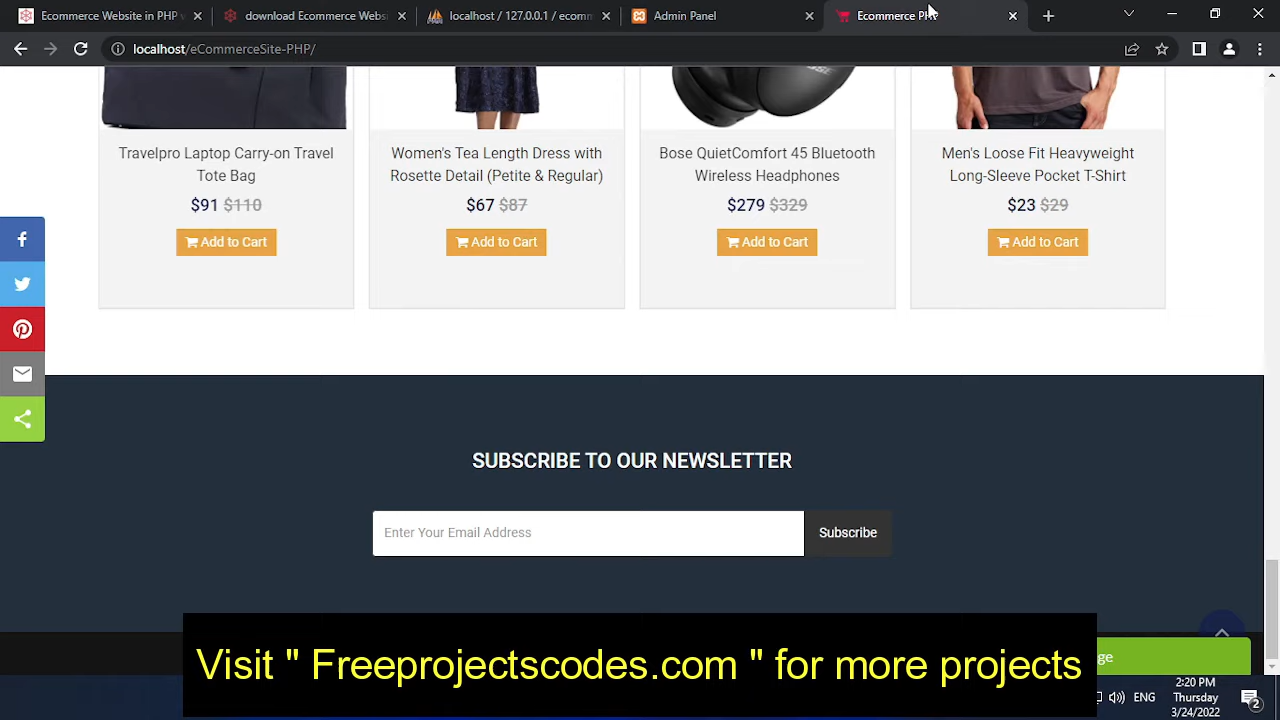 Ecommerce Website in PHP
download Ecommerce Webs
localhost / 127.0.0.1 / ecomm
Admin Panel
Ecommerce PH
localhost/eCommerceSite-PHP/
Travelpro Laptop Carry-on Travel
Tote Bag
$91 $110
Add to Cart
Women's Tea Length Dress with
Rosette Detail (Petite & Regular)
$67 $87
Add to Cart
Bose QuietComfort 45 Bluetooth
Wireless Headphones
$279 $329
Add to Cart
Men's Loose Fit Heavyweight
Long-Sleeve Pocket T-Shirt
$23 $29
Add to Cart
SUBSCRIBE TO OUR NEWSLETTER
Enter Your Email Address
Subscribe
Visit " Freeprojectscodes.com " for more projects
ge
ENG
2:20 PM
3/24/2022
2